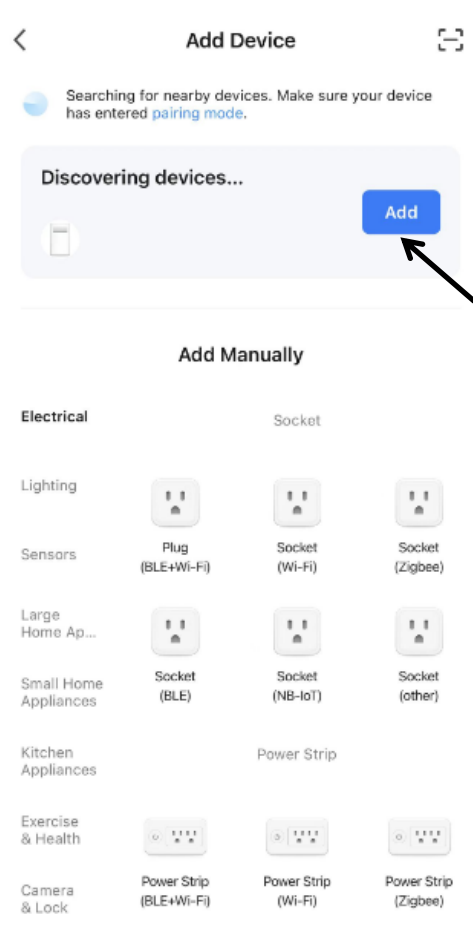 Add Device
Searching for nearby devices. Make sure your device
has entered pairing mode.
Discovering devices...
Add
Add Manually
Electrical
Socket
Lighting
Sensors
Plug
(BLE+Wi-Fi)
Socket
(Wi-Fi)
Socket
(Zigbee)
Large
Home Ap...
Small Home
Appliances
Socket
(BLE)
Socket
(NB-IoT)
Socket
(other)
Kitchen
Appliances
Power Strip
Exercise
& Health
Camera
& Lock
Power Strip
(BLE+Wi-Fi)
Power Strip
(Wi-Fi)
Power Strip
(Zigbee)